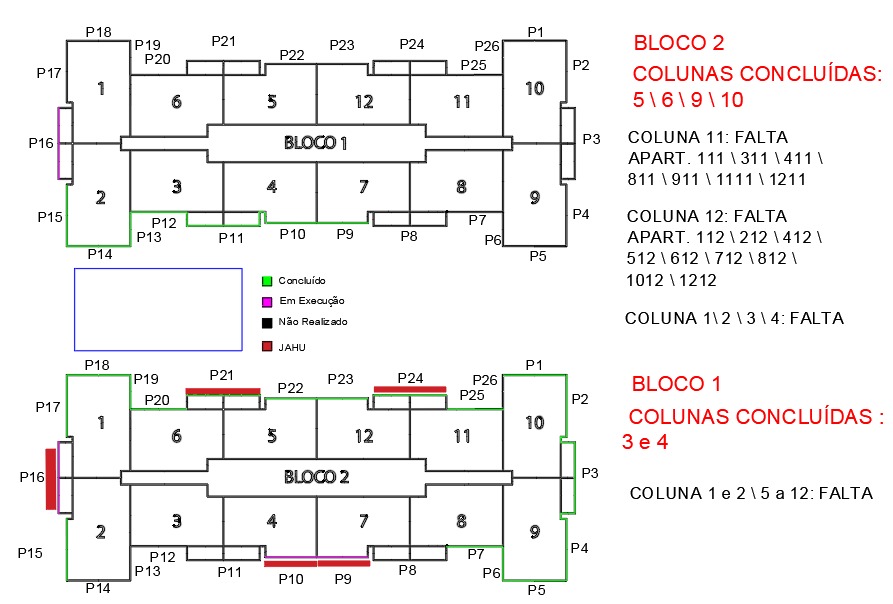 P18 P1
P19 P21 P22 P23 P24 P26
P17 P20 P25 P2
1 10
6 5 12 11
P16 BLOCO 1 P3
2 3 4 7 8 9
P15 P12 P7 P4
P13 P11 P10 P9 P8 P6
P14 P5
Concluído
Em Execução
Não Realizado
JAHU
P18 P1
P19 P21 P22 P23 P24 P26
P17 P20 P25 P2
1 10
6 5 12 11
P16 BLOCO 2 P3
2 3 4 7 8 9
P15 P12 P7 P4
P13 P11 P10 P9 P8 P6
P14 P5
BLOCO 2
COLUNAS CONCLUÍDAS:
5 \ 6 \ 9 \ 10
COLUNA 11: FALTA
APART. 111 \ 311 \ 411 \
811 \ 911 \ 1111 \ 1211
COLUNA 12: FALTA
APART. 112 \ 212 \ 412 \
512 \ 612 \ 712 \ 812 \
1012 \ 1212
COLUNA 1\ 2 \ 3 \ 4: FALTA
BLOCO 1
COLUNAS CONCLUÍDAS :
3 e 4
COLUNA 1 e 2 \ 5 a 12: FALTA